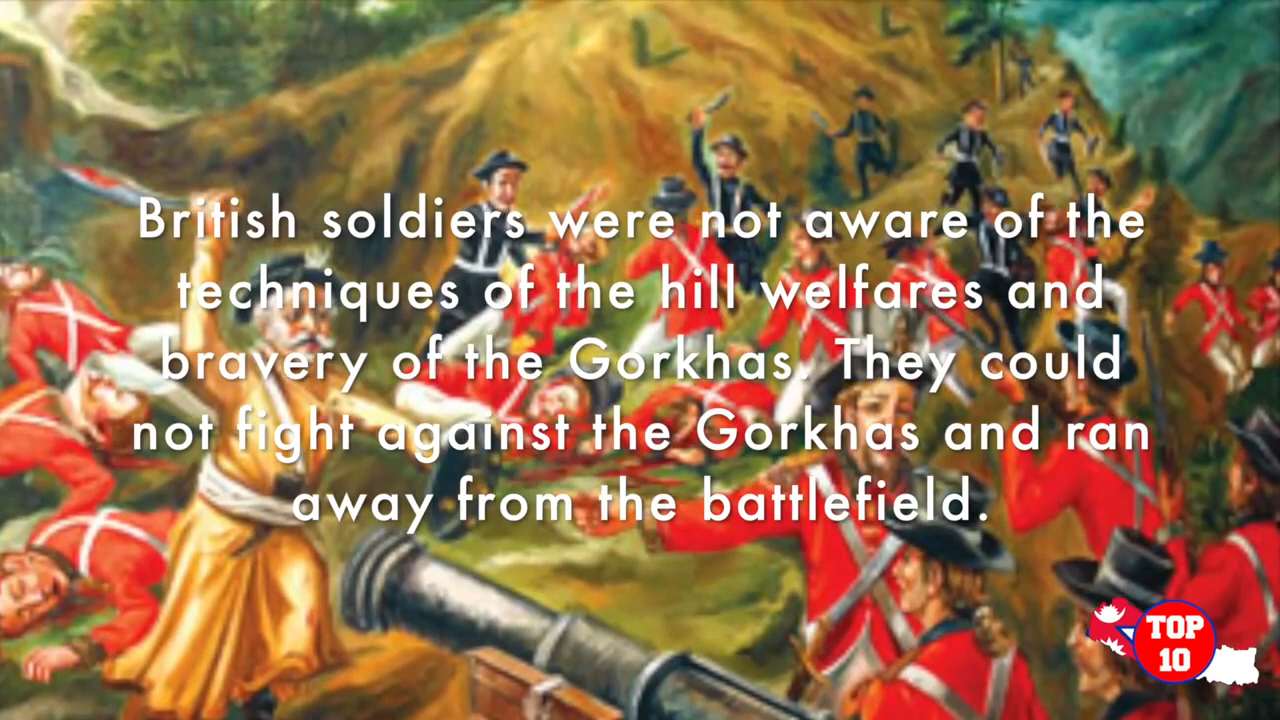 British soldiers were not aware of the
techniques of the hill welfares and
bravery of the Gorkhas. They could
not fight against the Gorkhas and ran
away from the battlefield.
TOP
10